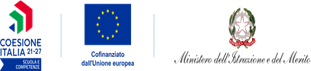 COESIONE
ITALIA 21-27
SCUOLA E
COMPETENZE
Cofinanziato
dall'Unione europea
Ministero dell'Istruzione e del Merito